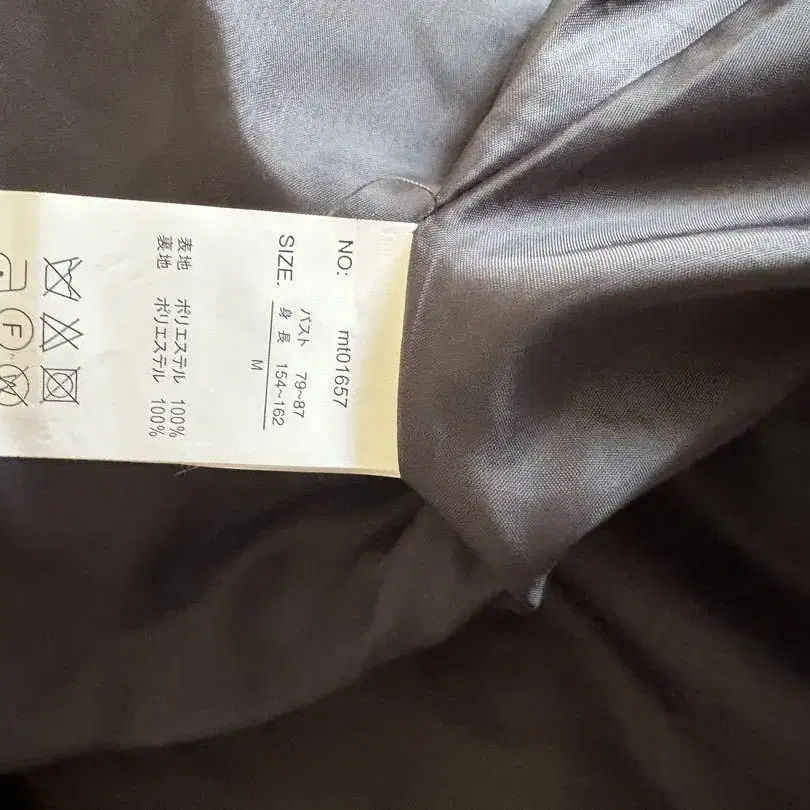 NO: mt01657
SIZE. バスト 79~87
身長 154~162
M
表地 ポリエステル 100%
裏地 ポリエステル 100%
F
W